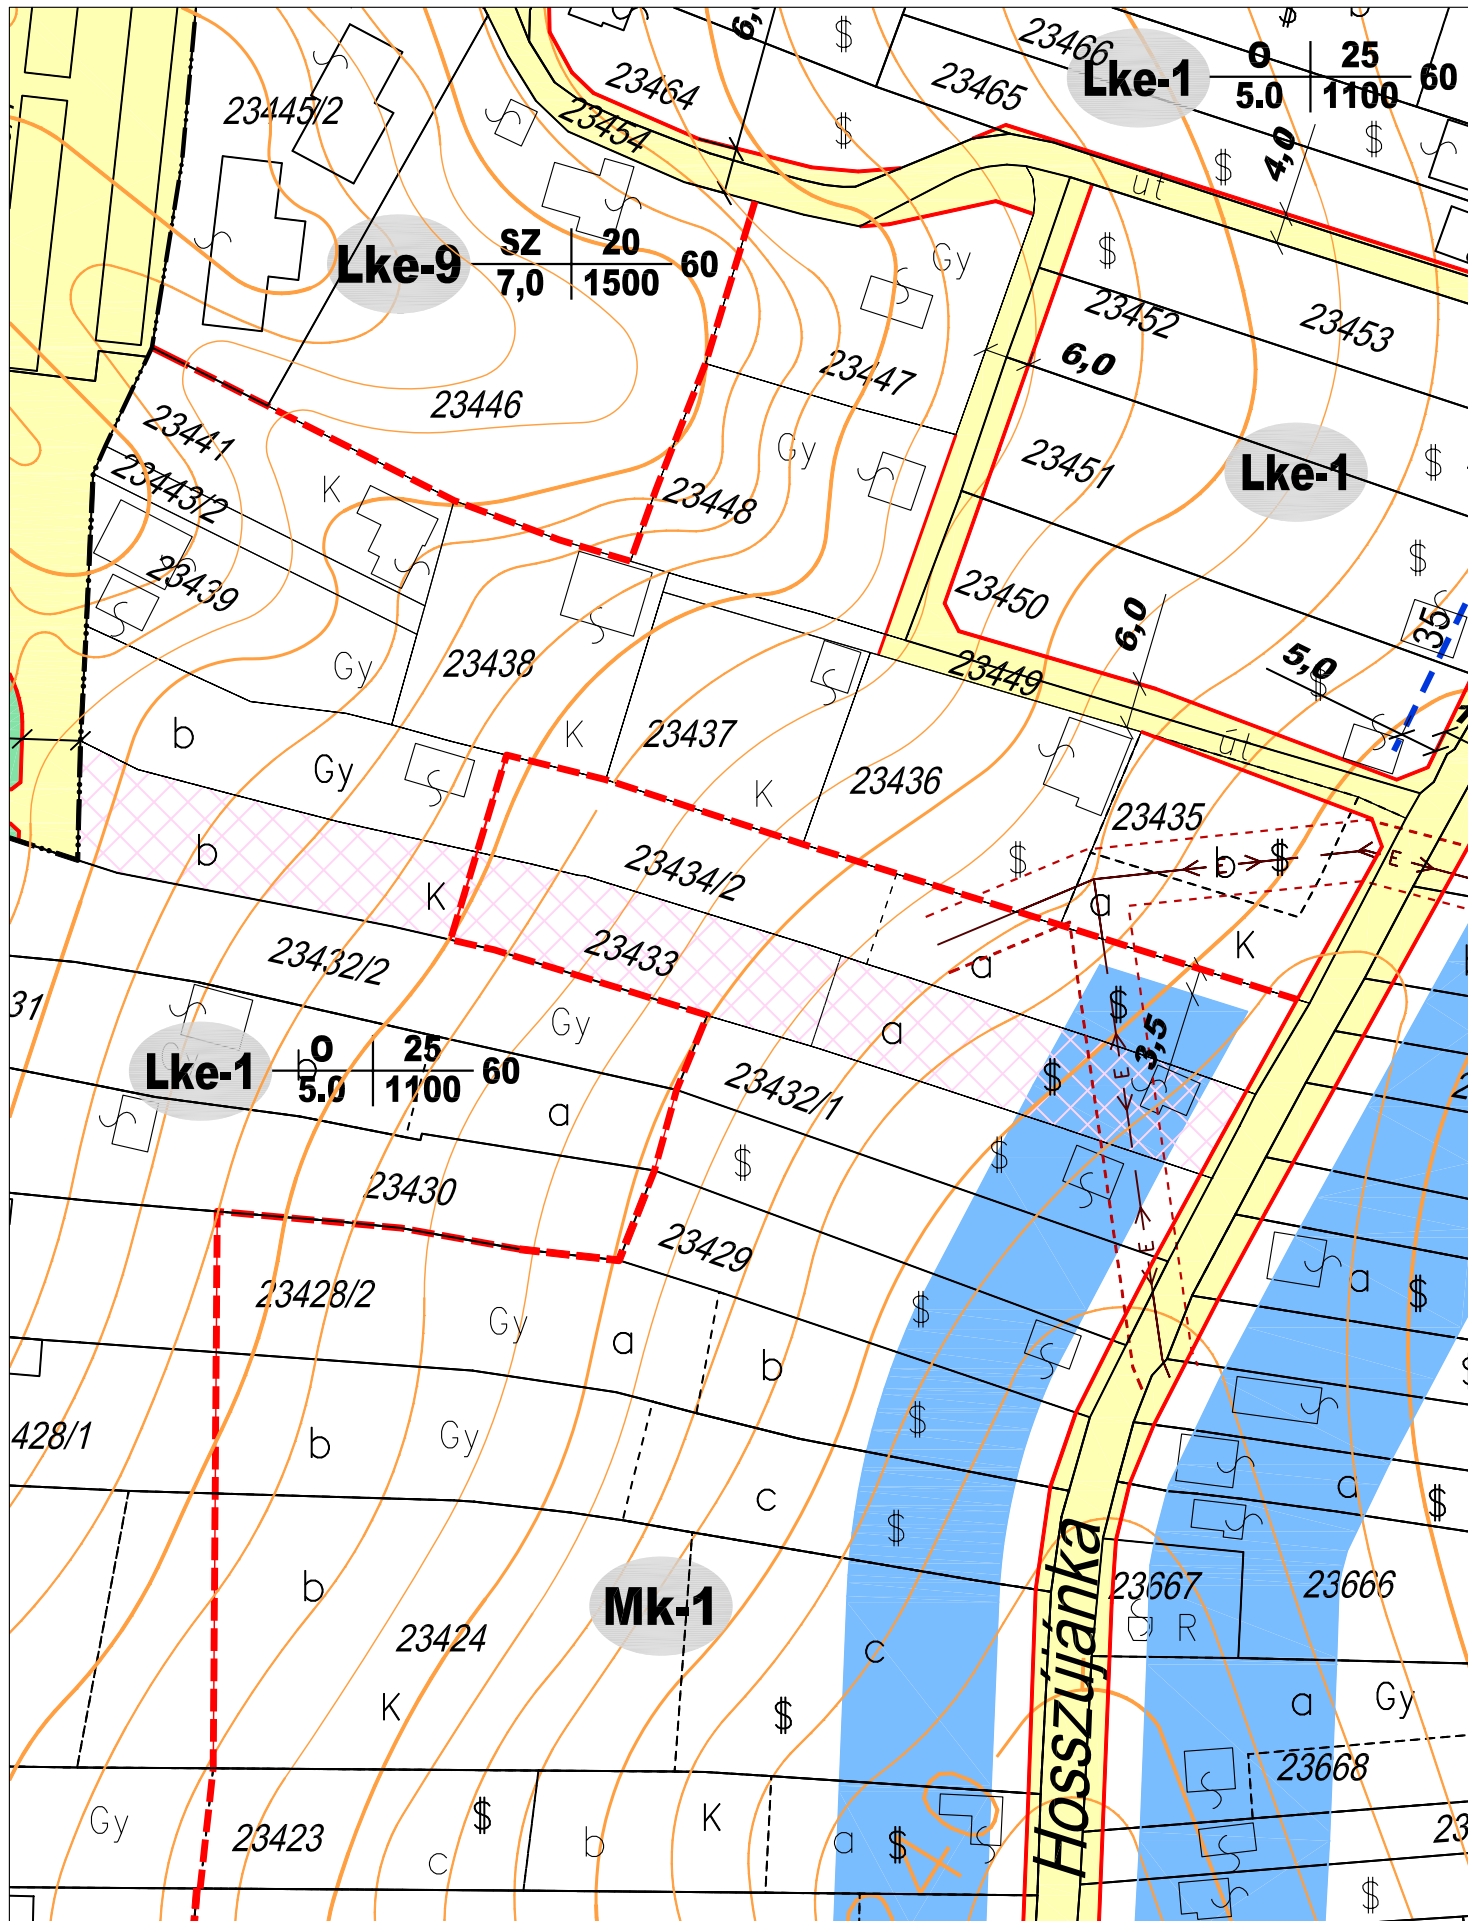 6,
23466
Lke-1
O 25
5.0 1100
60
23464
23465
23445/2
23454
4,0
út
Lke-9
SZ 20
7,0 1500
60
Gy
23452
23453
6,0
23447
23446
23441
Gy
23451
Lke-1
23443/2
K
23448
23439
23450
6,0
35
Gy
23438
23449
5,0
b
K
23437
út
Gy
K
23436
23435
b
23434/2
b
E
E
K
a
23432/2
23433
a
K
31
Gy
a
3,5
Lke-1
O 25
5.0 1100
60
b
E
23432/1
a
23430
23429
E
23428/2
Gy
a
a
b
428/1
b
Gy
c
a
b
Mk-1
23667
23666
23424
c
R
K
a
Gy
Hosszújánka
23668
Gy
23423
c
b
K
a
4
23